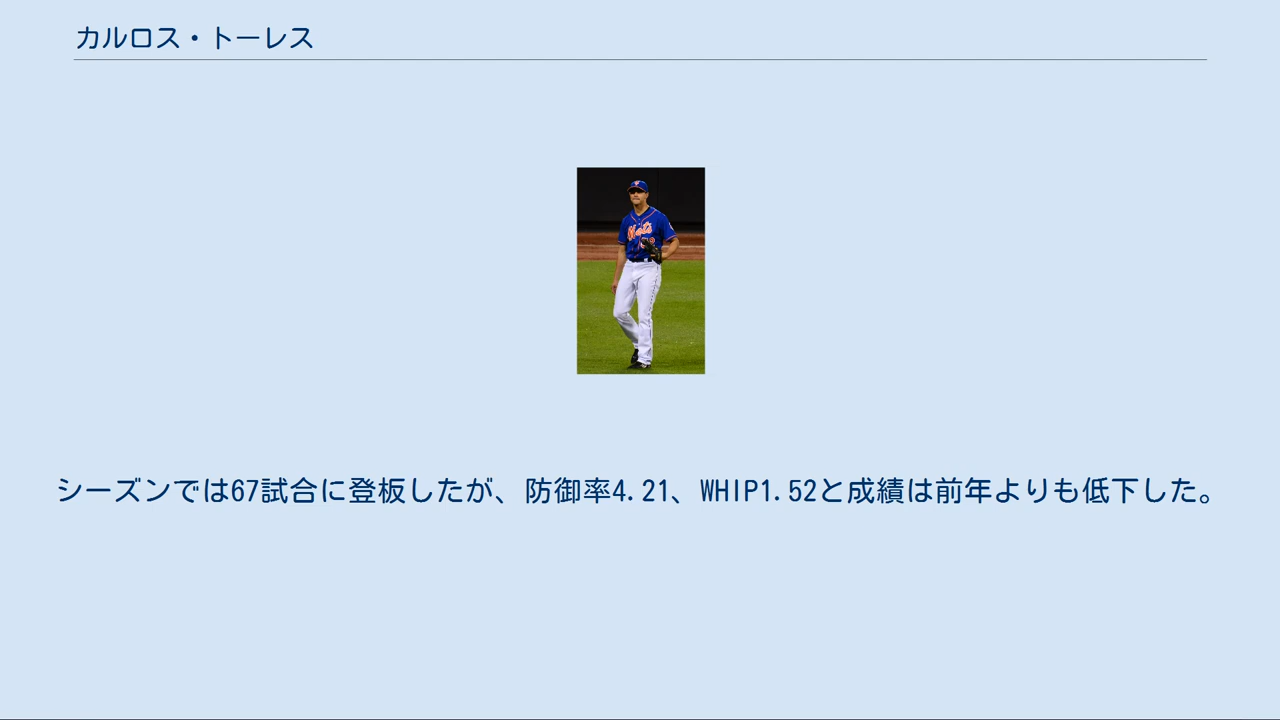 カルロス・トーレス
Mets
シーズンでは67試合に登板したが、防御率4.21、WHIP1.52と成績は前年よりも低下した。